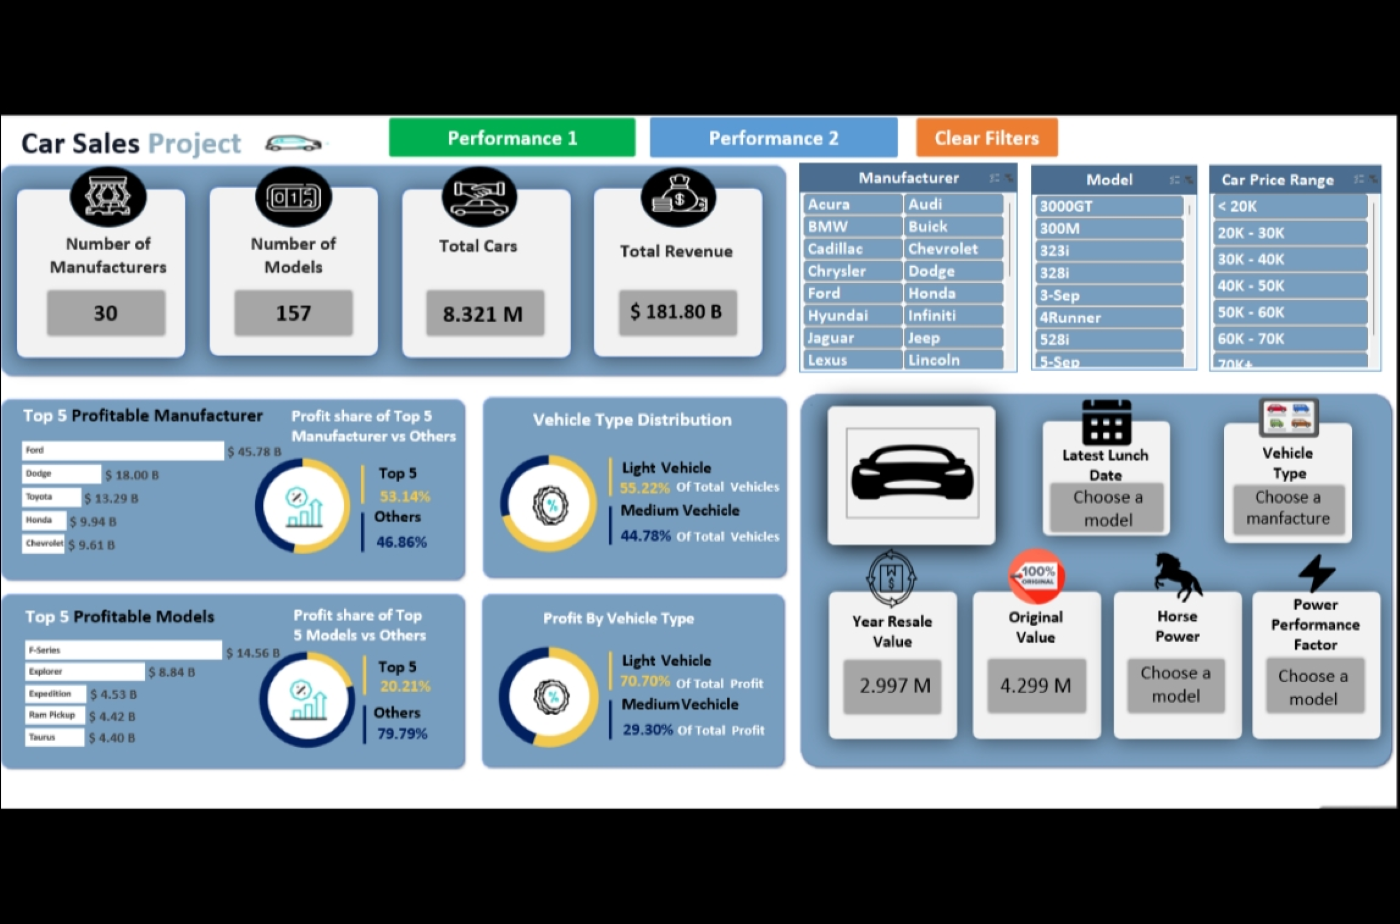 Car Sales Project
Performance 1
Performance 2
Clear Filters
Number of
Manufacturers
30
Number of
Models
157
Total Cars
8.321 M
Total Revenue
$ 181.80 B
Manufacturer
Acura Audi
BMW Buick
Cadillac Chevrolet
Chrysler Dodge
Ford Honda
Hyundai Infiniti
Jaguar Jeep
Lexus Lincoln
Model
3000GT
300M
323i
328i
3-Sep
4Runner
528i
5-Sep
Car Price Range
< 20K
20K - 30K
30K - 40K
40K - 50K
50K - 60K
60K - 70K
70K+
Top 5 Profitable Manufacturer
Ford $ 45.78 B
Dodge $ 18.00 B
Toyota $ 13.29 B
Honda $ 9.94 B
Chevrolet $ 9.61 B
Profit share of Top 5
Manufacturer vs Others
Top 5
53.14%
Others
46.86%
Vehicle Type Distribution
Light Vehicle
55.22% Of Total Vehicles
Medium Vechicle
44.78% Of Total Vehicles
Top 5 Profitable Models
F-Series $ 14.56 B
Explorer $ 8.84 B
Expedition $ 4.53 B
Ram Pickup $ 4.42 B
Taurus $ 4.40 B
Profit share of Top
5 Models vs Others
Top 5
20.21%
Others
79.79%
Profit By Vehicle Type
Light Vehicle
70.70% Of Total Profit
Medium Vechicle
29.30% Of Total Profit
Latest Lunch
Date
Choose a
model
Vehicle
Type
Choose a
manfacture
Year Resale
Value
2.997 M
100%
ORIGINAL
Original
Value
4.299 M
Horse
Power
Choose a
model
Power
Performance
Factor
Choose a
model